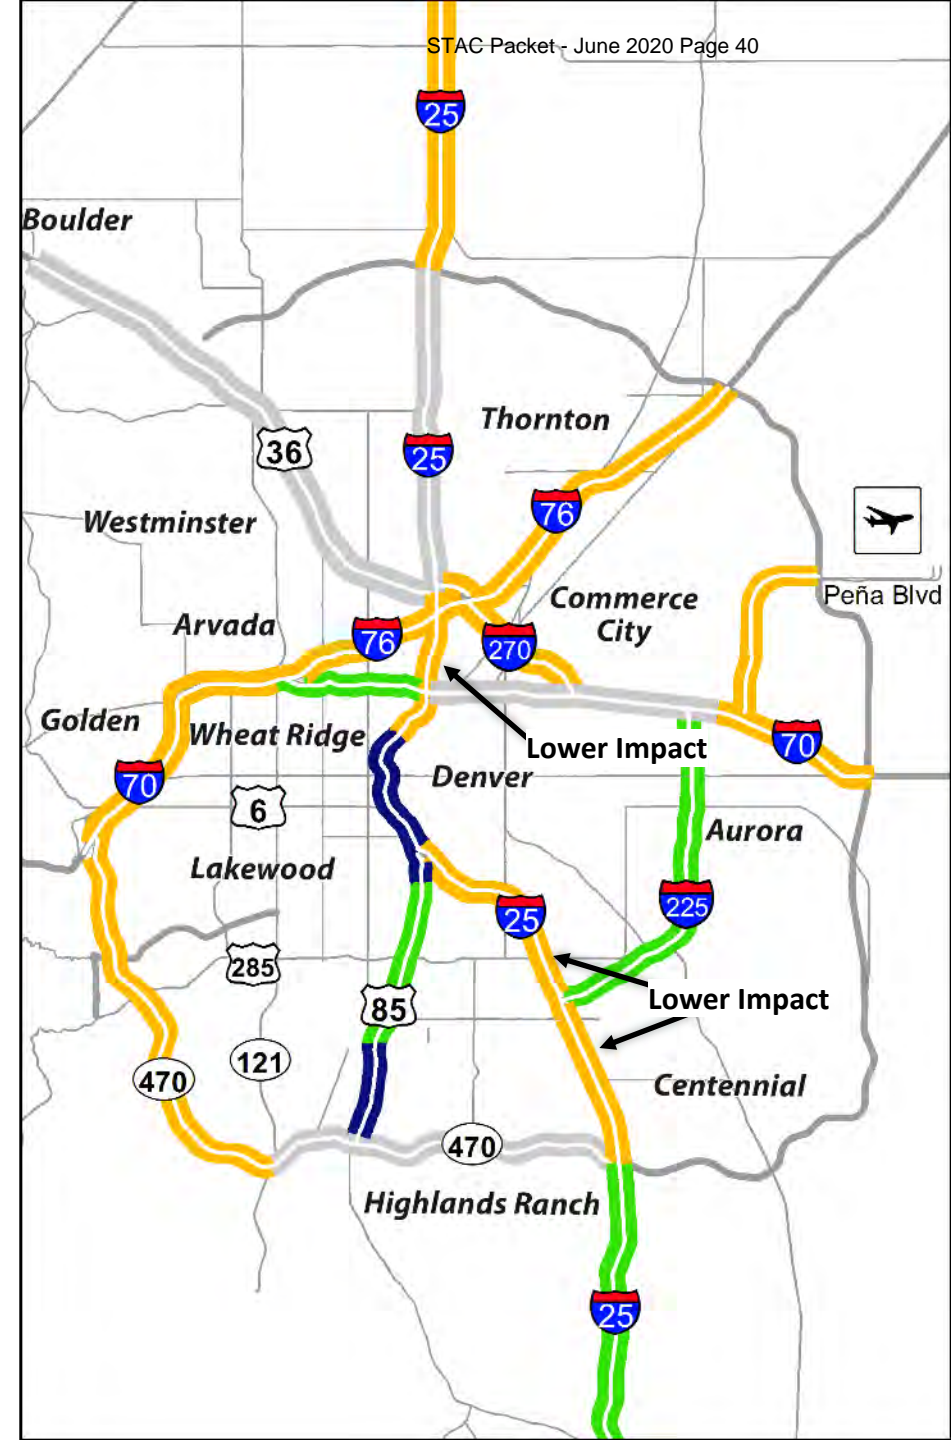 STAC Packet - June 2020 Page 40
25
Boulder
Thornton
36
25
76
Westminster
Peña Blvd
Commerce
City
Arvada
76
270
Golden
Wheat Ridge
Lower Impact
70
70
Denver
6
Aurora
Lakewood
225
25
285
85
Lower Impact
121
470
Centennial
470
Highlands Ranch
25